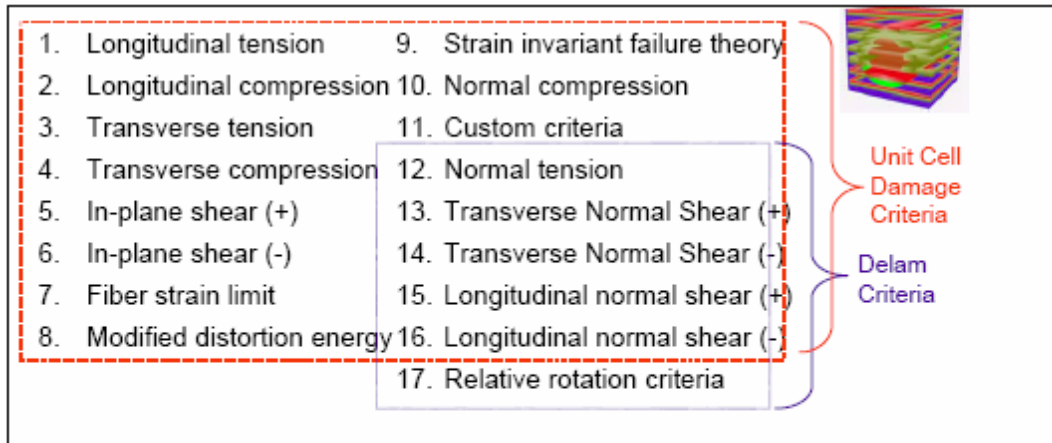 1. Longitudinal tension
2. Longitudinal compression
3. Transverse tension
4. Transverse compression
5. In-plane shear (+)
6. In-plane shear (-)
7. Fiber strain limit
8. Modified distortion energy
9. Strain invariant failure theory
10. Normal compression
11. Custom criteria
12. Normal tension
13. Transverse Normal Shear (+)
14. Transverse Normal Shear (-)
15. Longitudinal normal shear (+)
16. Longitudinal normal shear (-)
17. Relative rotation criteria
Unit Cell
Damage
Criteria
Delam
Criteria